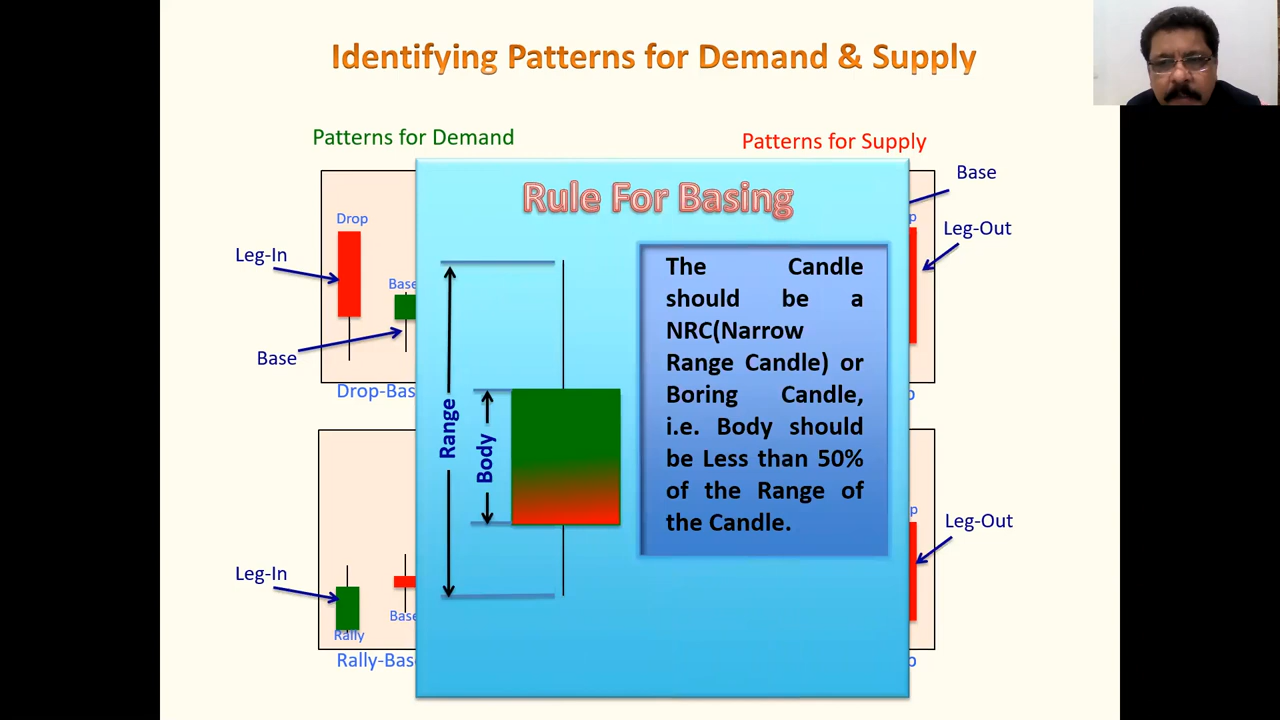 Identifying Patterns for Demand & Supply
Patterns for Demand
Patterns for Supply
Rule For Basing
Base
Drop
Leg-In
Leg-Out
Base
Base
Drop-Bas
The Candle
should be a
NRC(Narrow
Range Candle) or
Boring Candle,
i.e. Body should
be Less than 50%
of the Range of
the Candle.
Range
Body
Leg-In
Leg-Out
Base
Rally
Rally-Bas